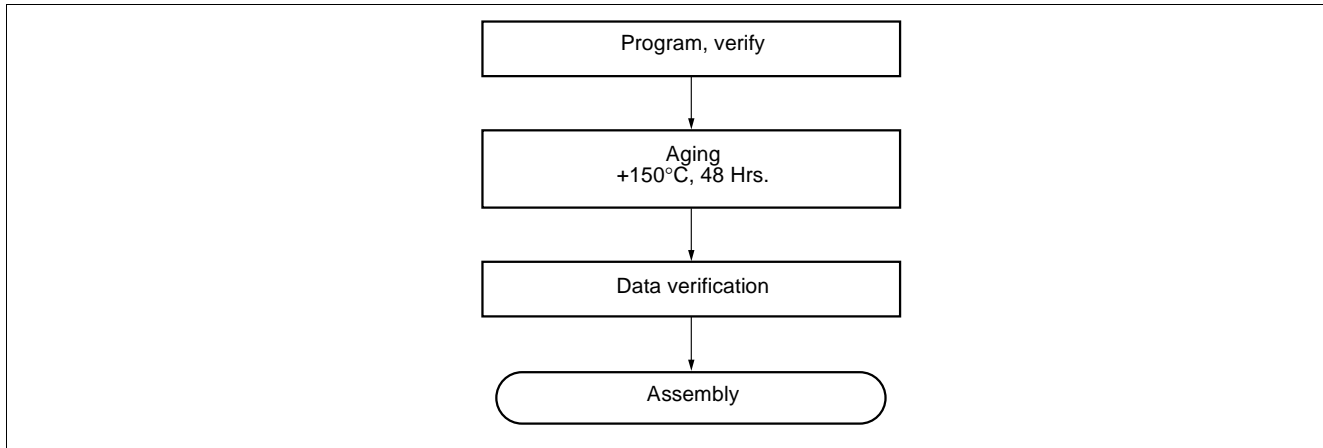 Program, verify
Aging
+150°C, 48 Hrs.
Data verification
Assembly